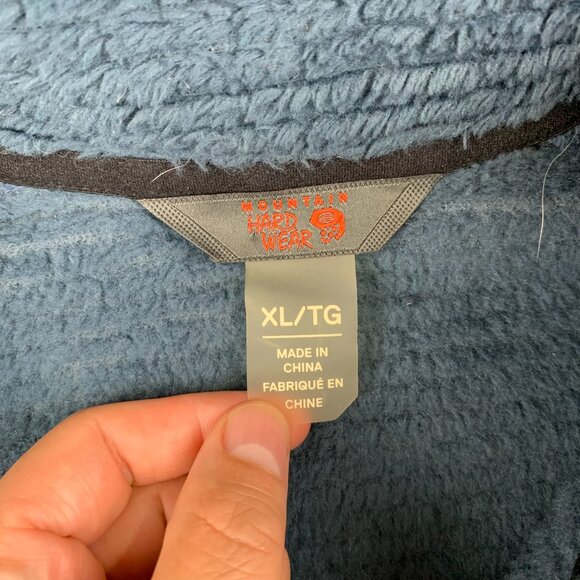 MOUNTAIN
HARD
WEAR
XL/TG
MADE IN
CHINA
FABRIQUÉ EN
CHINE